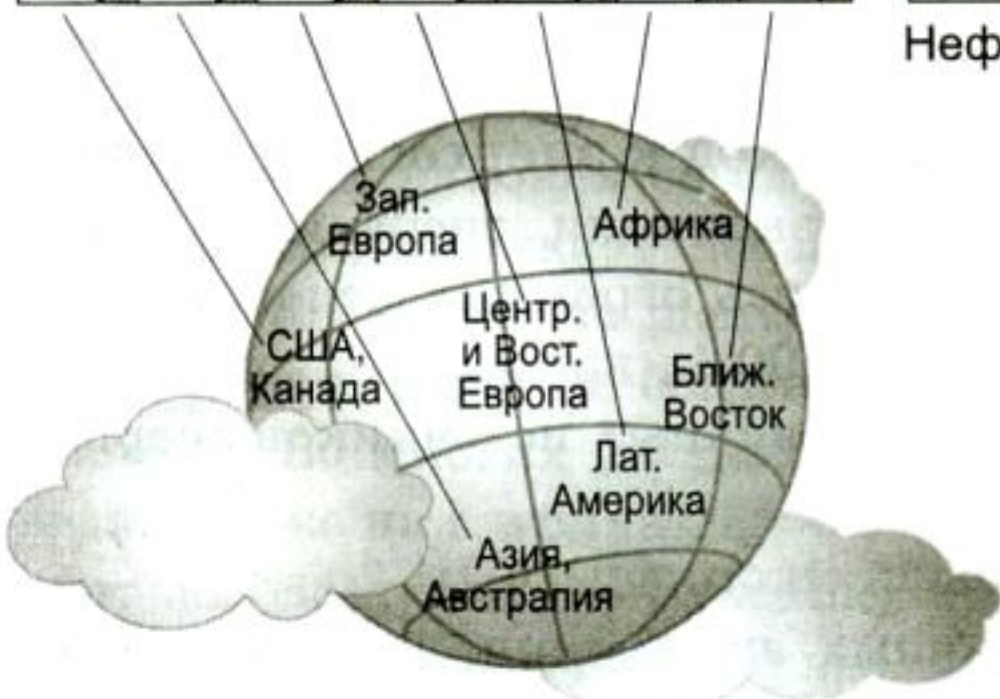 Неф
Зап.
Европа
Африка
Центр.
и Вост.
Европа
США,
Канада
Ближ.
Восток
Лат.
Америка
Азия,
Австралия